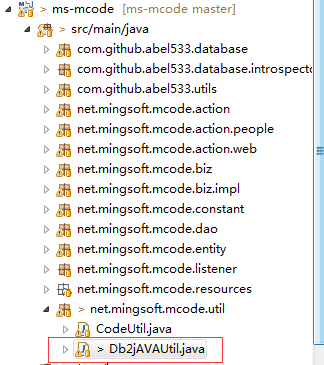 ms-mcode [ms-mcode master]
src/main/java
com.github.abel533.database
com.github.abel533.database.introspect
com.github.abel533.utils
net.mingsoft.mcode.action
net.mingsoft.mcode.action.people
net.mingsoft.mcode.action.web
net.mingsoft.mcode.biz
net.mingsoft.mcode.biz.impl
net.mingsoft.mcode.constant
net.mingsoft.mcode.dao
net.mingsoft.mcode.entity
net.mingsoft.mcode.listener
net.mingsoft.mcode.resources
> net.mingsoft.mcode.util
CodeUtil.java
> Db2jAVAUtil.java